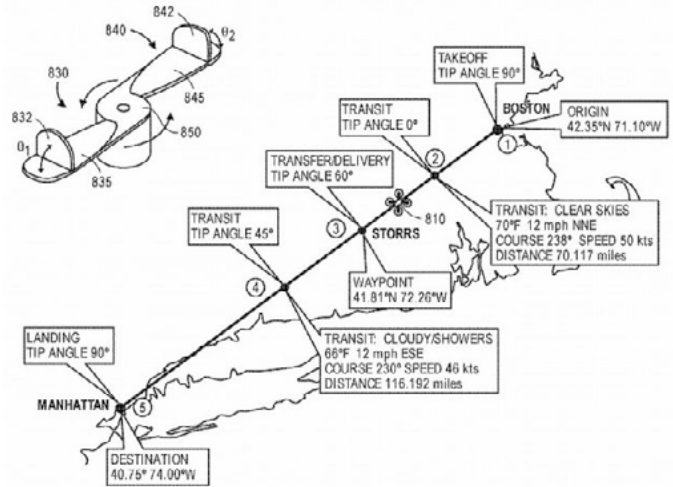 842
840
θ2
830
845
832
850
θ1
835
TAKEOFF
TIP ANGLE 90°
BOSTON
ORIGIN
42.35°N 71.10°W
1
TRANSIT
TIP ANGLE 0°
2
TRANSFER/DELIVERY
TIP ANGLE 60°
810
TRANSIT: CLEAR SKIES
70°F 12 mph NNE
COURSE 238° SPEED 50 kts
DISTANCE 70.117 miles
TRANSIT
TIP ANGLE 45°
3
STORRS
WAYPOINT
41.81°N 72.26°W
4
LANDING
TIP ANGLE 90°
TRANSIT: CLOUDY/SHOWERS
66°F 12 mph ESE
COURSE 230° SPEED 46 kts
DISTANCE 116.192 miles
MANHATTAN
5
DESTINATION
40.75° 74.00°W